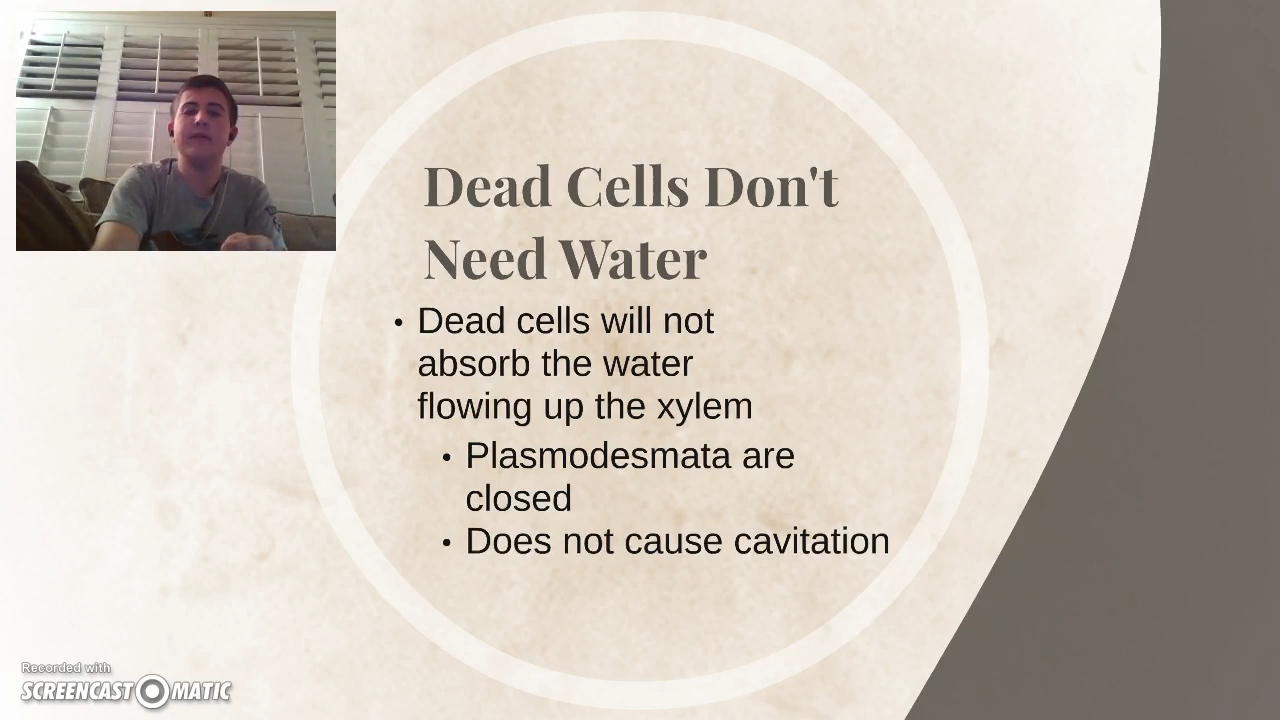 Dead Cells Don't
Need Water
• Dead cells will not
absorb the water
flowing up the xylem
• Plasmodesmata are
closed
• Does not cause cavitation
Recorded with
SCREENCAST MATIC